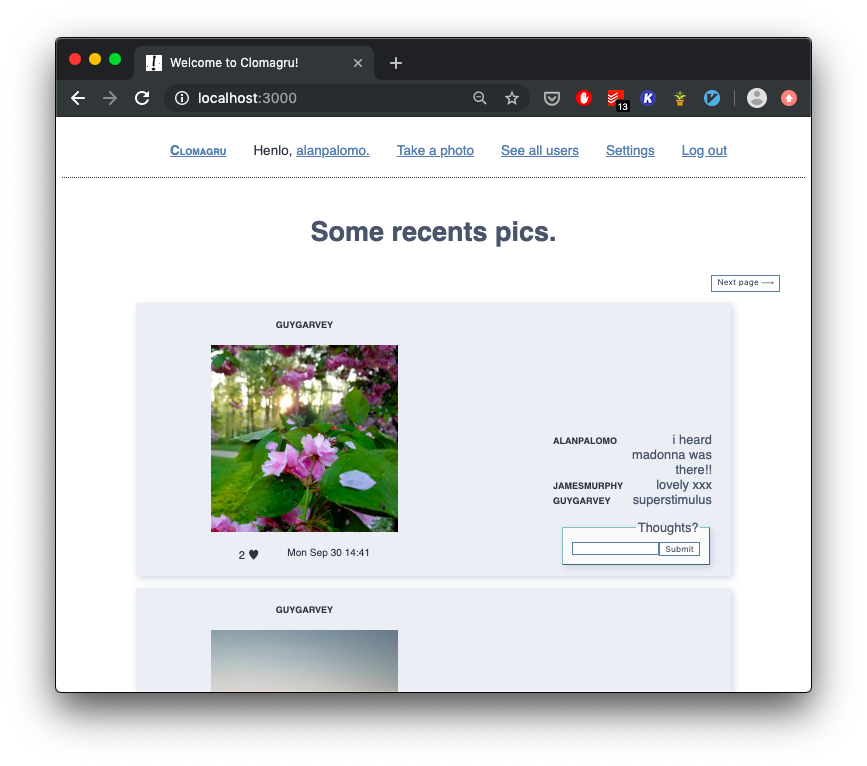 Welcome to Clomagru!
localhost:3000
13
K
Clomagru Henlo, alanpalomo. Take a photo See all users Settings Log out
Some recents pics.
Next page ⟶
GUYGARVEY
ALANPALOMO i heard
madonna was
there!!
JAMESMURPHY lovely xxx
GUYGARVEY superstimulus
Thoughts?
Submit
2 ♥ Mon Sep 30 14:41
GUYGARVEY